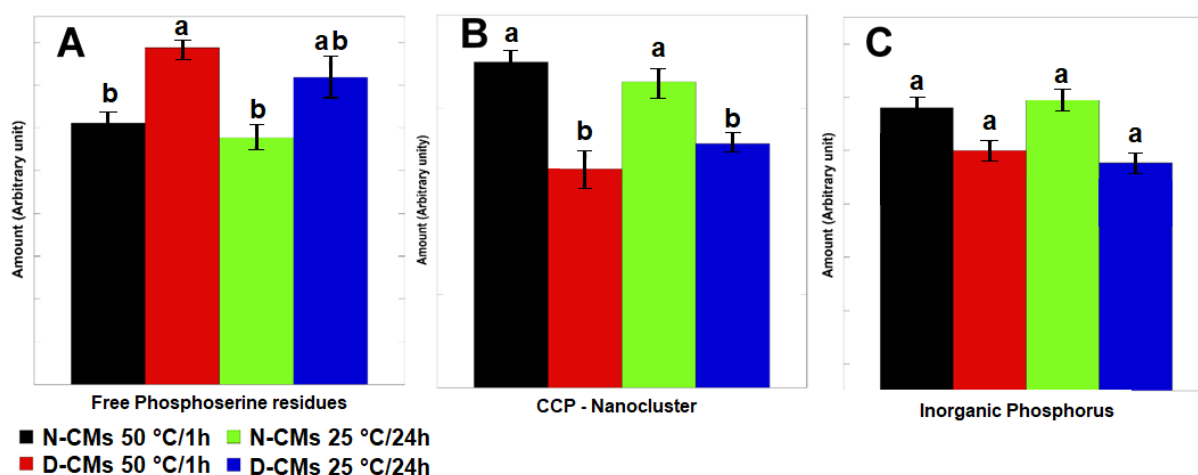 A
B
C
b
a
b
a b
a
b
a
b
a
a
a
a
Amount (Arbitrary unit)
Amount (Arbitrary unity)
Amount (Arbitrary unit)
Free Phosphoserine residues
CCP - Nanocluster
Inorganic Phosphorus
N-CMs 50 °C/1h
N-CMs 25 °C/24h
D-CMs 50 °C/1h
D-CMs 25 °C/24h